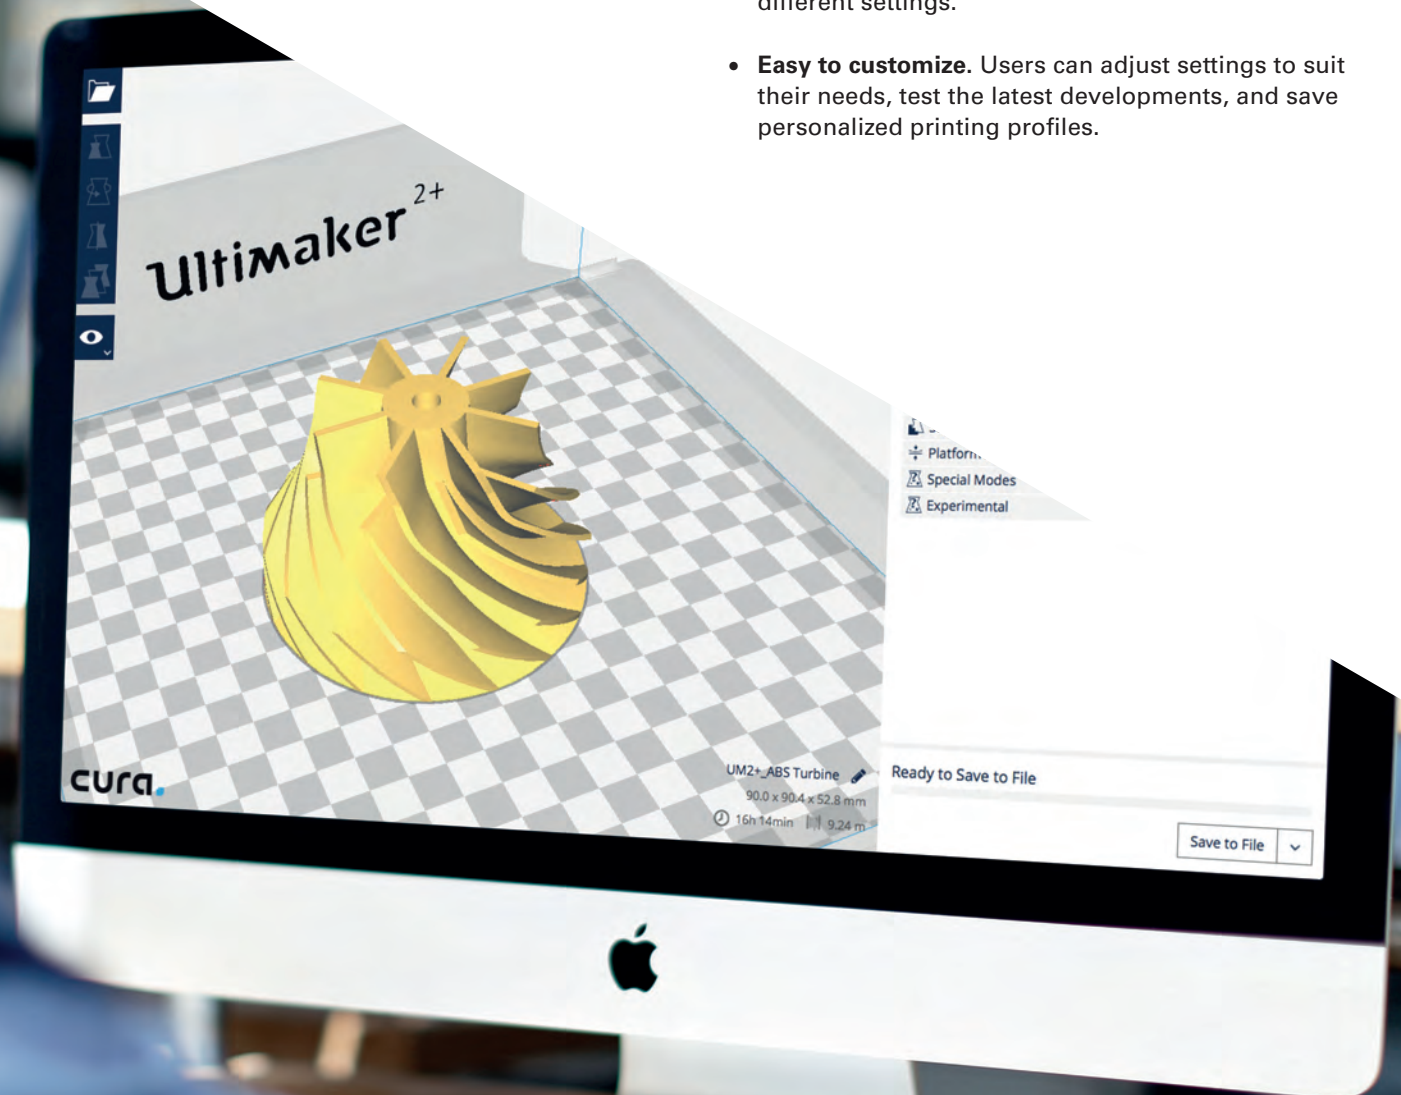 different settings.
• Easy to customize. Users can adjust settings to suit
their needs, test the latest developments, and save
personalized printing profiles.
Ultimaker 2+
Special Modes
Experimental
cura.
UM2+_ABS Turbine
90.0 x 90.4 x 52.8 mm
16h 14min 9.24 m
Ready to Save to File
Save to File